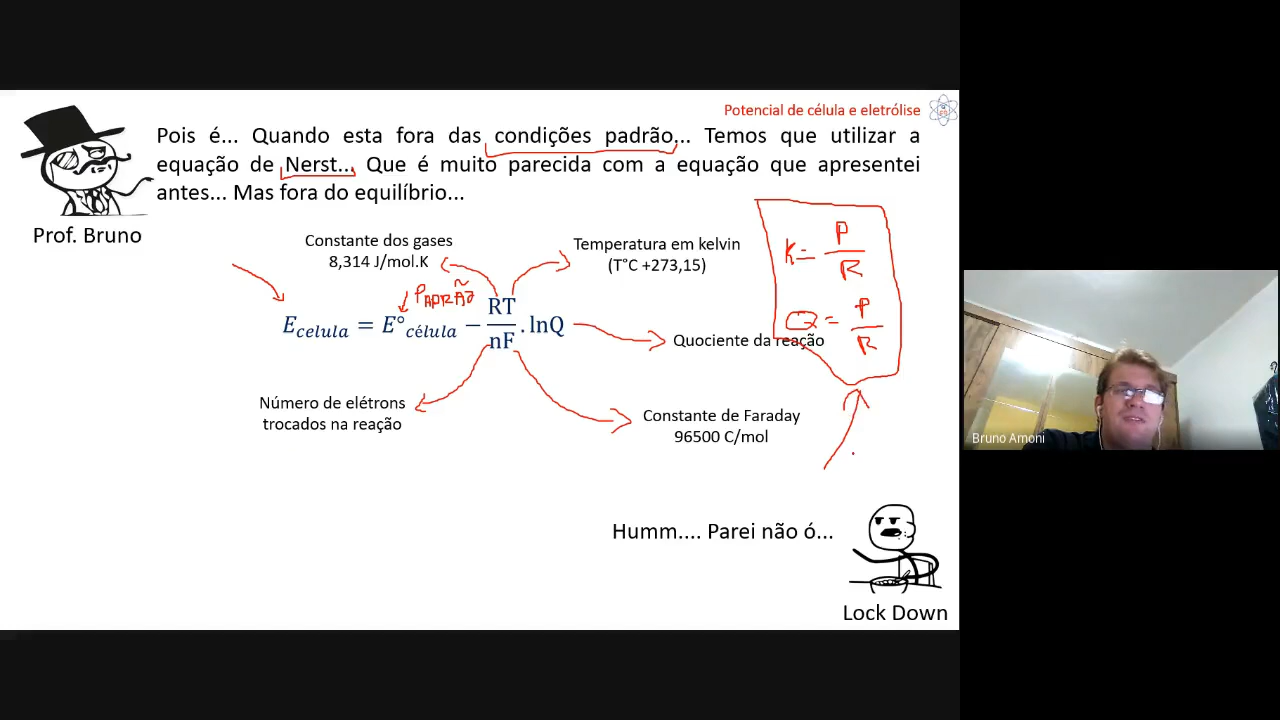 Potencial de célula e eletrólise
Pois é... Quando esta fora das condições padrão... Temos que utilizar a
equação de Nerst... Que é muito parecida com a equação que apresentei
antes... Mas fora do equilíbrio...
Prof. Bruno
Constante dos gases
8,314 J/mol.K
Temperatura em kelvin
(T°C +273,15)
K = P/R
PADRÃO
E celula = E° célula − RT/nF . lnQ
Q = P/R
Quociente da reação
Número de elétrons
trocados na reação
Constante de Faraday
96500 C/mol
Bruno Amoni
Humm.... Parei não ó...
Lock Down